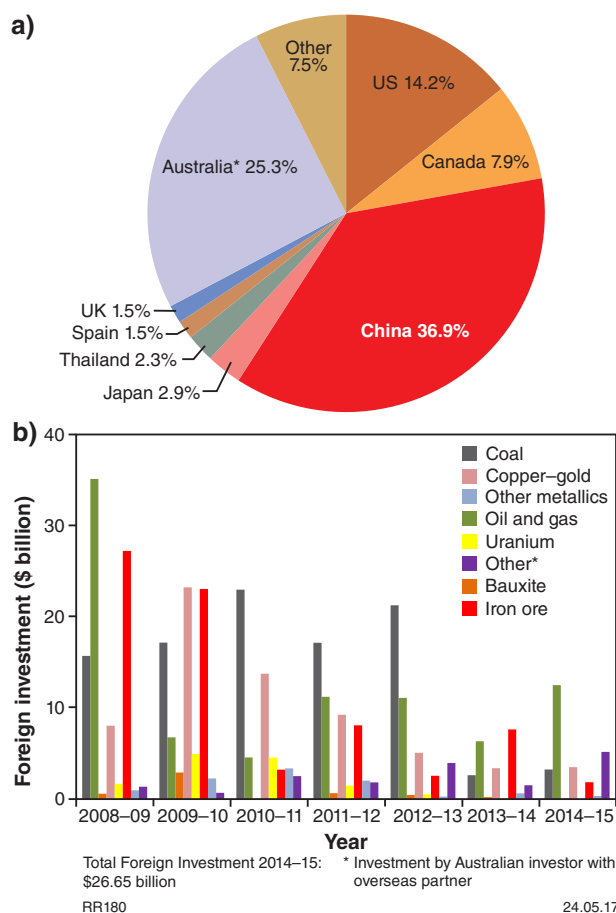 a)
Other
7.5%
US 14.2%
Canada 7.9%
Australia* 25.3%
UK 1.5%
Spain 1.5%
Thailand 2.3%
Japan 2.9%
China 36.9%
b)
40
30
20
10
0
Foreign investment ($ billion)
Coal
Copper–gold
Other metallics
Oil and gas
Uranium
Other*
Bauxite
Iron ore
2008–09 2009–10 2010–11 2011–12 2012–13 2013–14 2014–15
Year
Total Foreign Investment 2014–15:
$26.65 billion
* Investment by Australian investor with
overseas partner
RR180
24.05.17